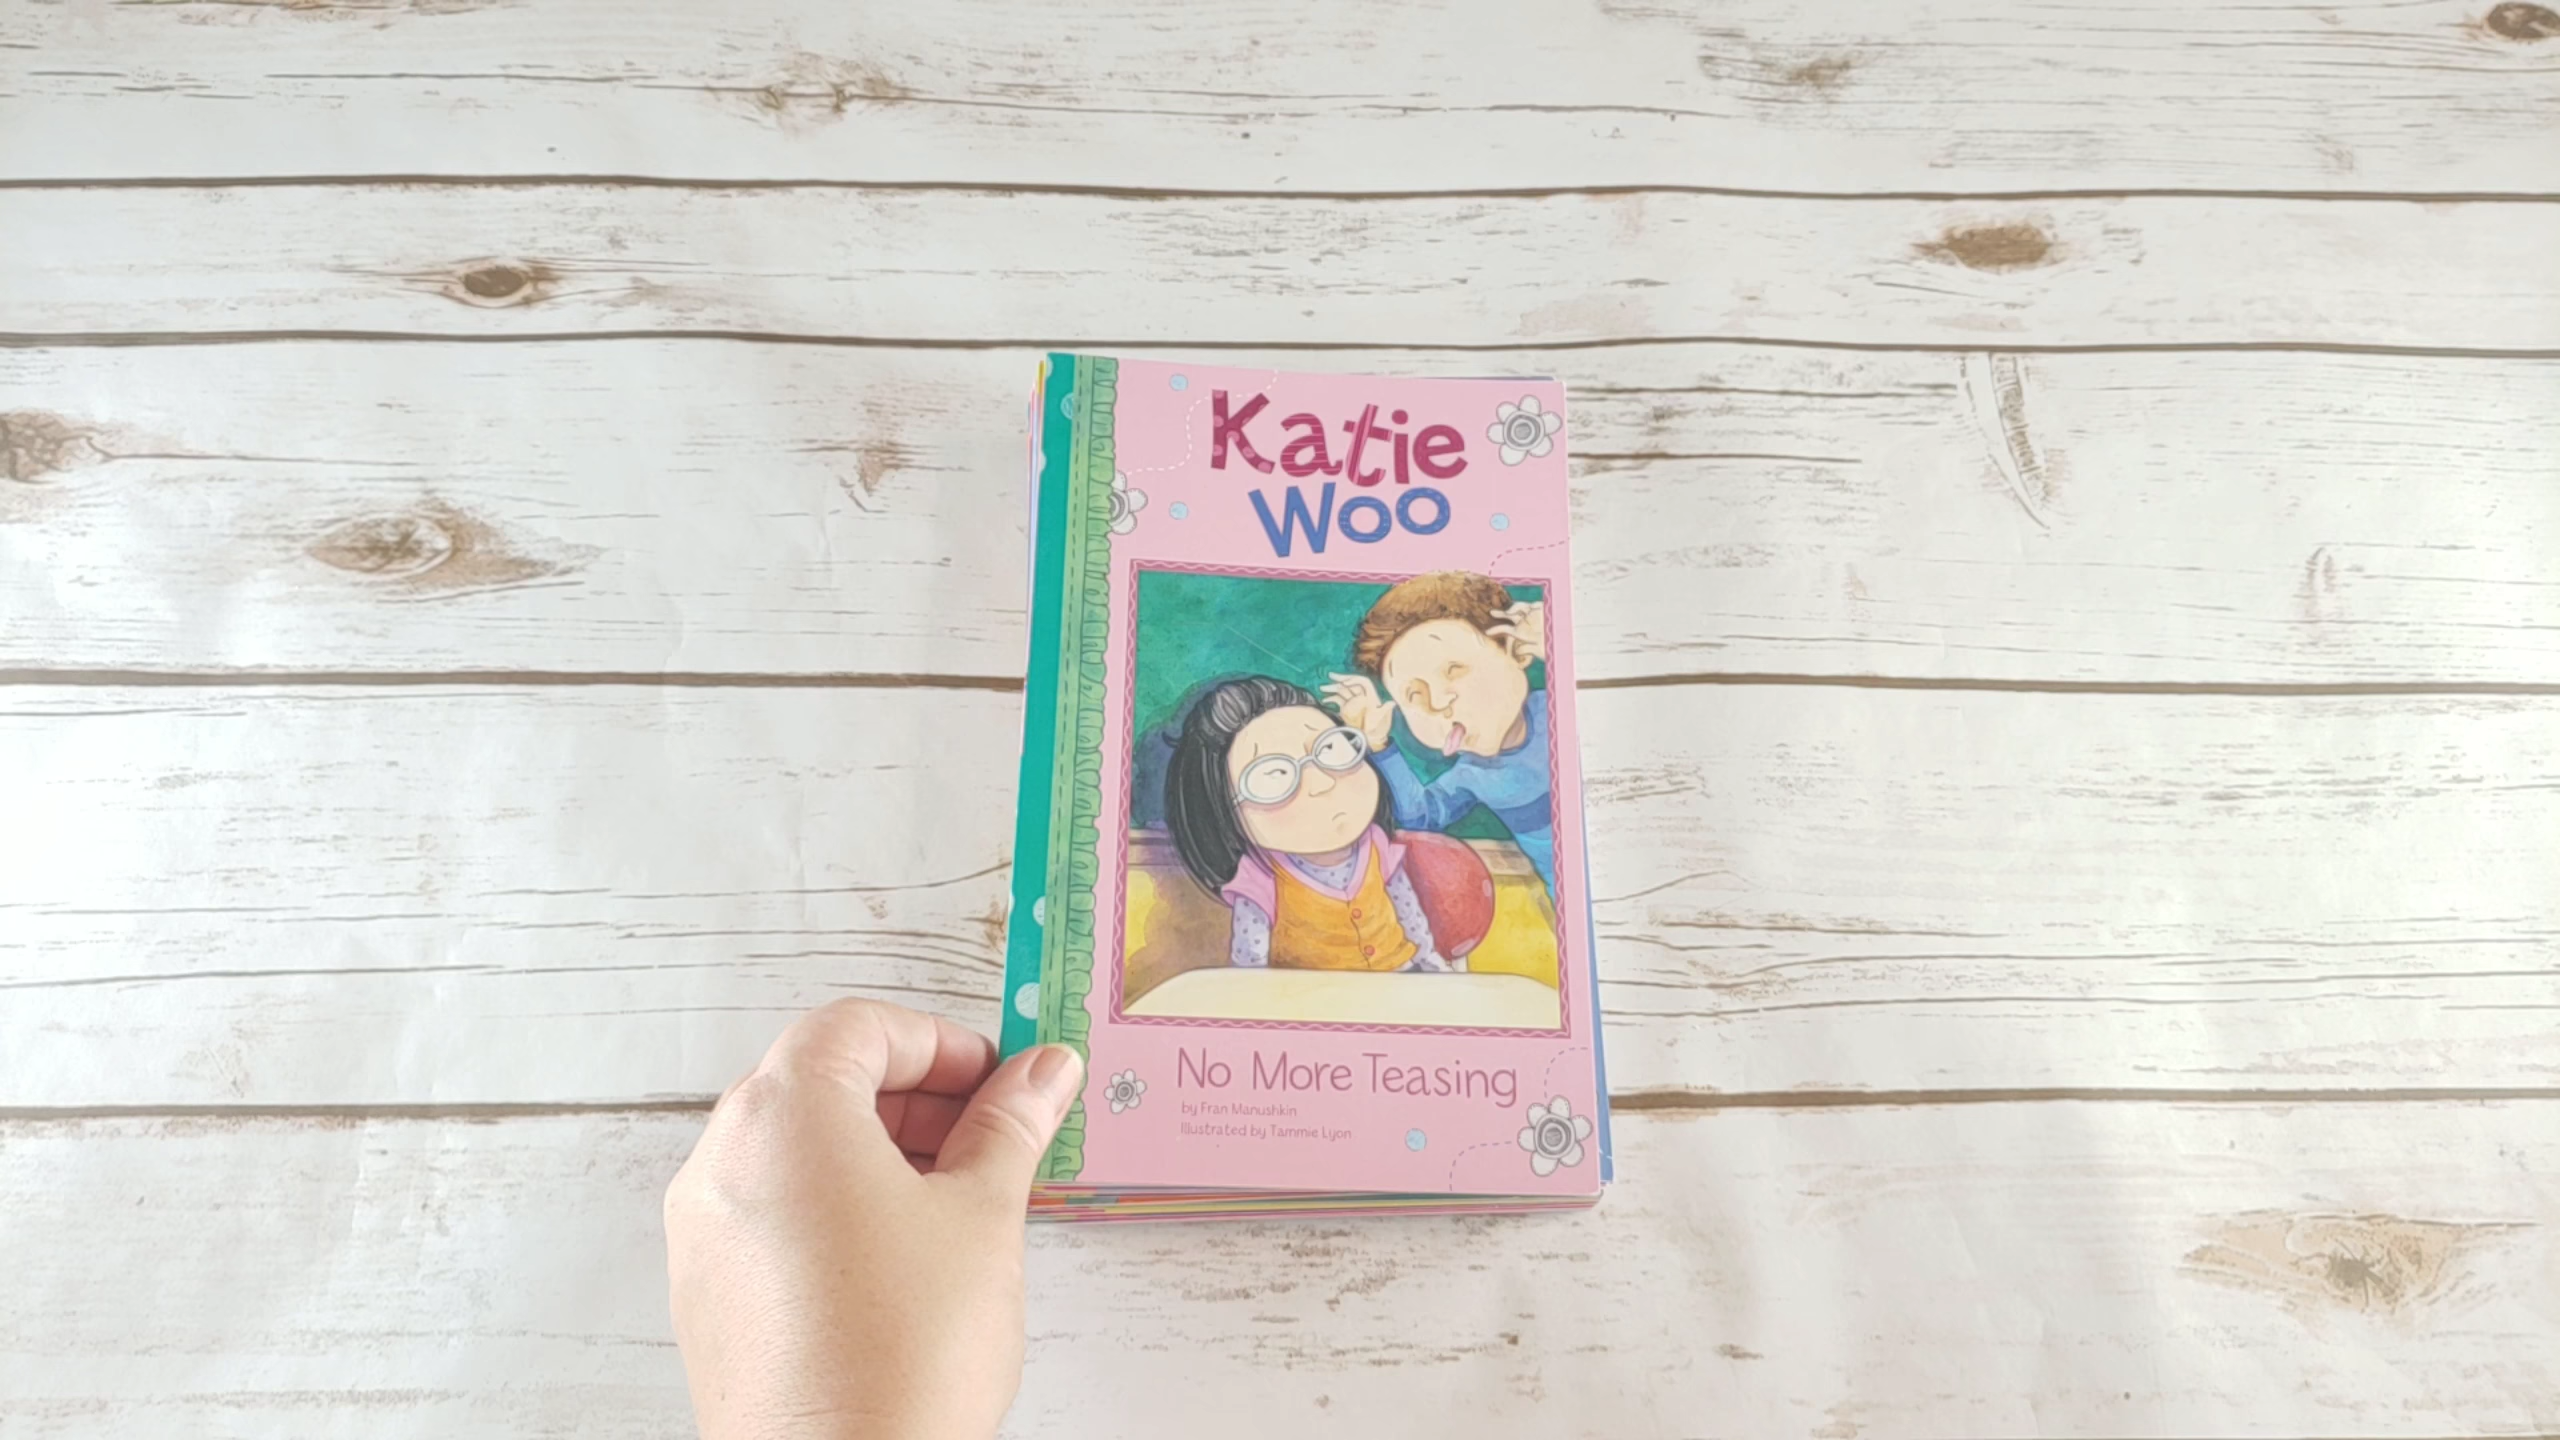 Katie
Woo
No More Teasing
by Fran Manushkin
Illustrated by Tammie Lyon